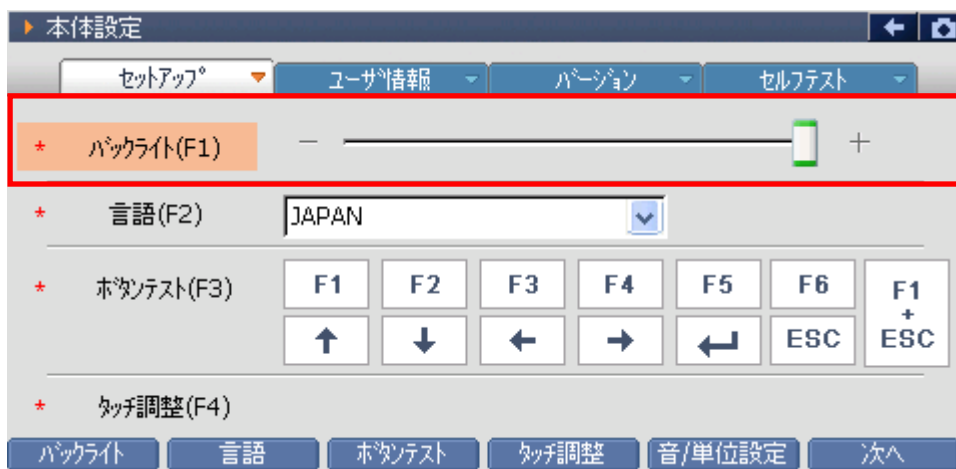 本体設定
セットアップ ユーザ情報 バージョン セルフテスト
* バックライト(F1) − +
* 言語(F2) JAPAN
* ボタンテスト(F3) F1 F2 F3 F4 F5 F6 F1 + ESC
↑ ↓ ← → ↵ ESC
* タッチ調整(F4)
バックライト 言語 ボタンテスト タッチ調整 音/単位設定 次へ